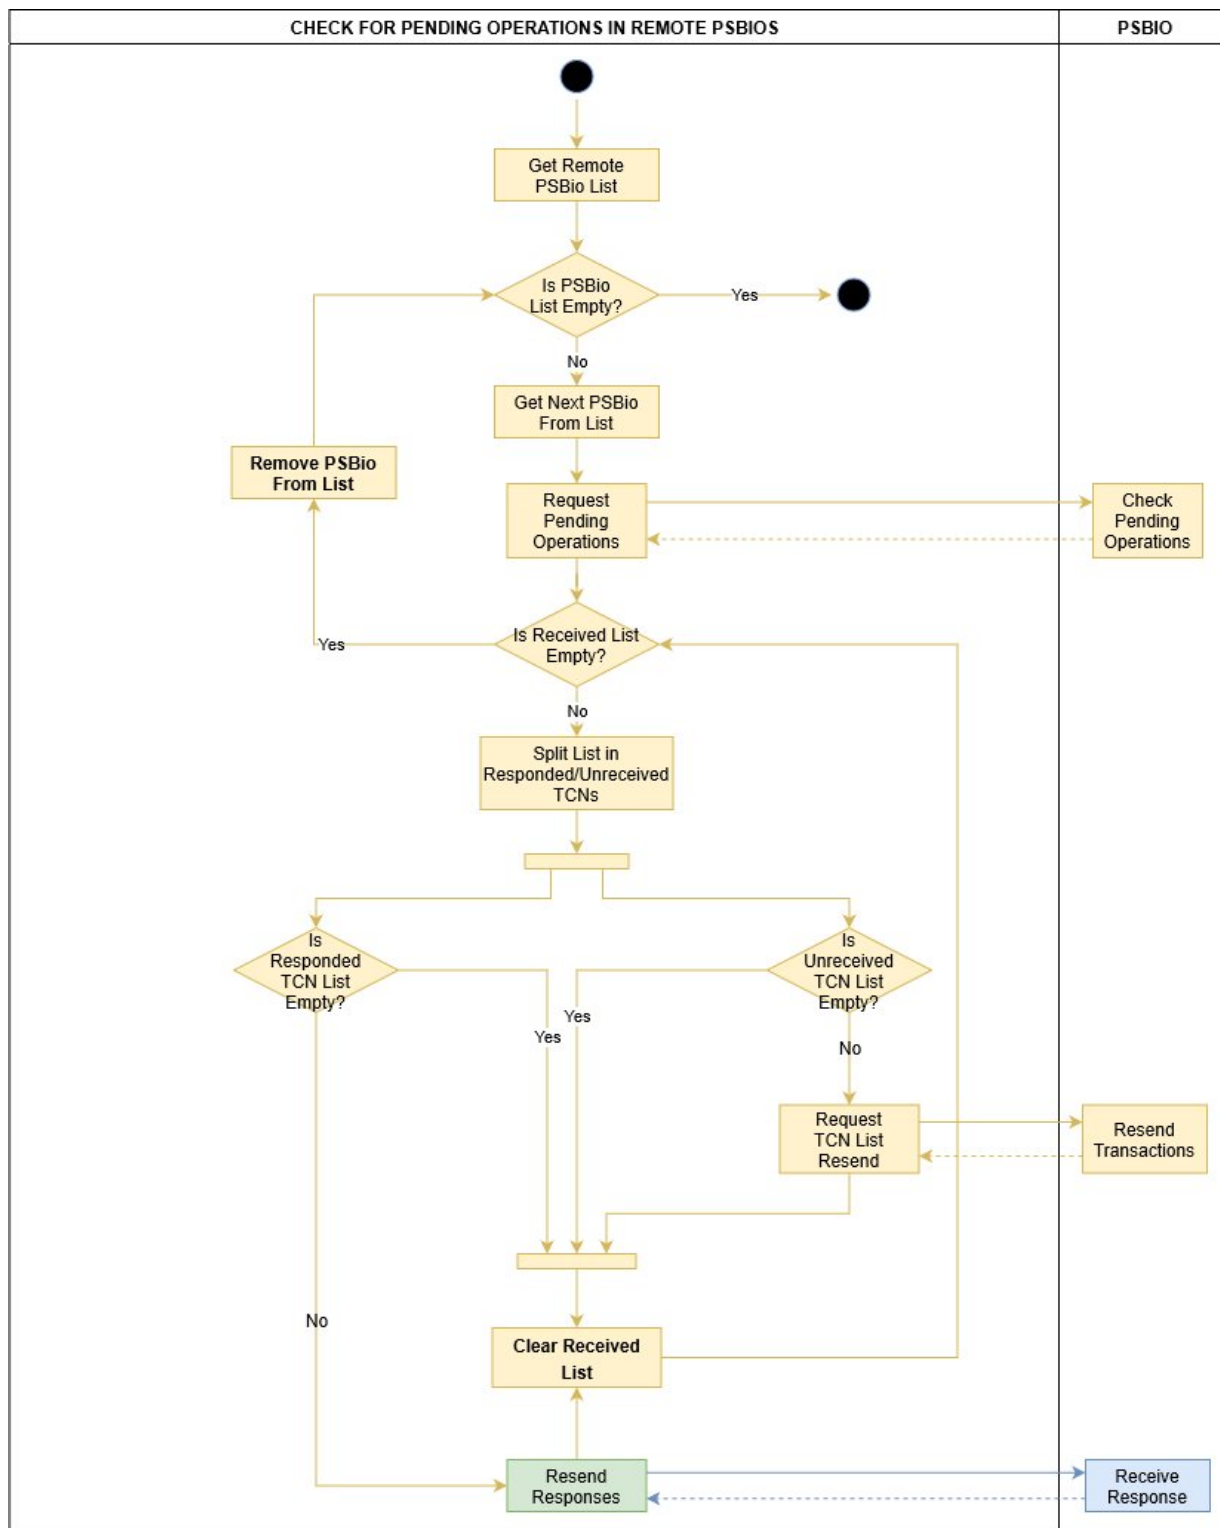 CHECK FOR PENDING OPERATIONS IN REMOTE PSBIOS
PSBIO
Get Remote
PSBio List
Is PSBio
List Empty?
Yes
No
Get Next PSBio
From List
Remove PSBio
From List
Request
Pending
Operations
Check
Pending
Operations
Is Received List
Empty?
Yes
No
Split List in
Responded/Unreceived
TCNs
Is
Responded
TCN List
Empty?
Is
Unreceived
TCN List
Empty?
Yes
Yes
No
Request
TCN List
Resend
Resend
Transactions
No
Clear Received
List
Resend
Responses
Receive
Response